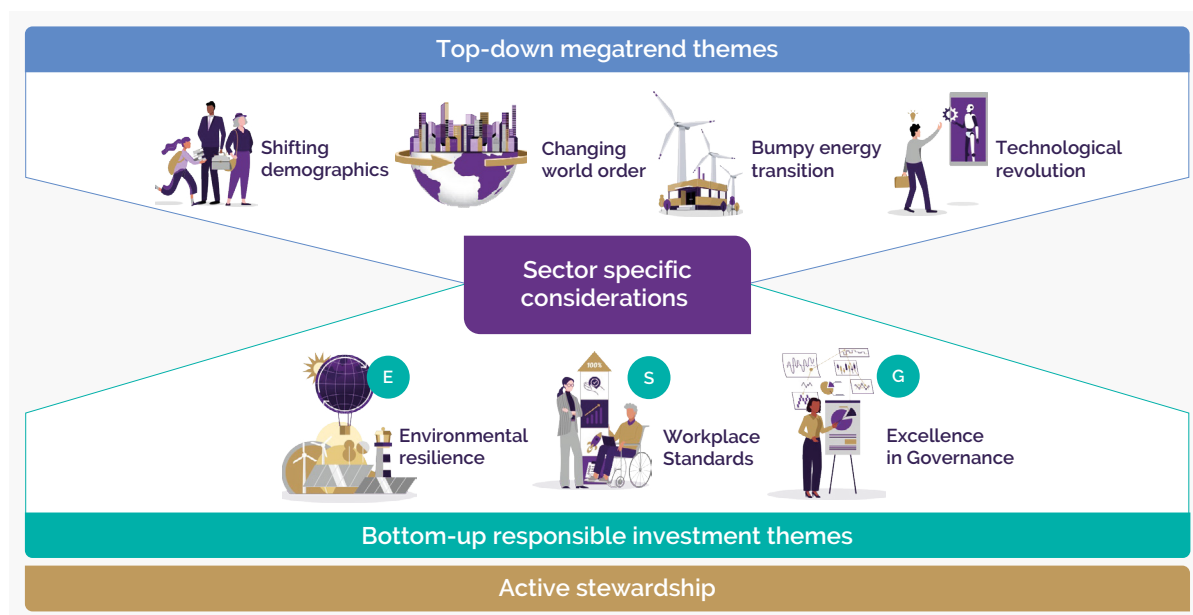 Top-down megatrend themes
Shifting
demographics
Changing
world order
Bumpy energy
transition
Technological
revolution
Sector specific
considerations
E
Environmental
resilience
100%
S
Workplace
Standards
G
Excellence
in Governance
Bottom-up responsible investment themes
Active stewardship